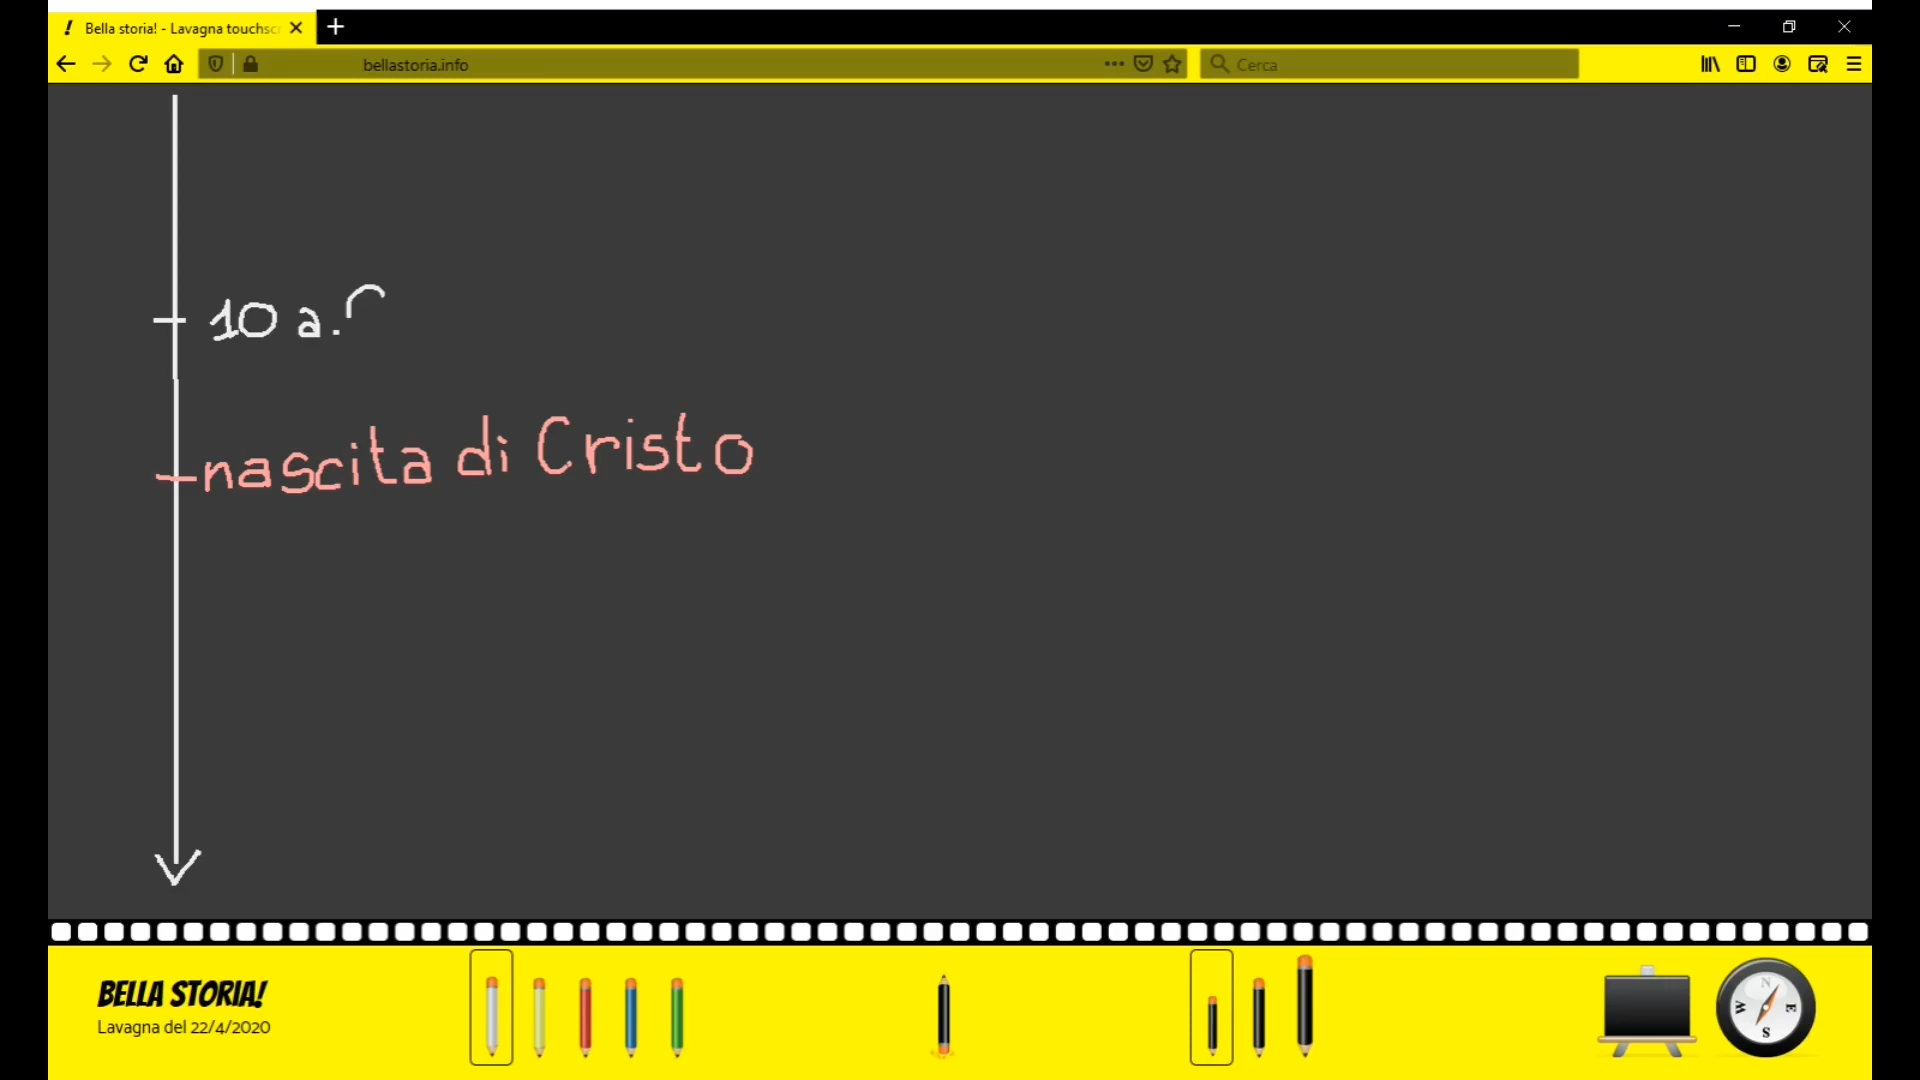 Bella storia! - Lavagna touchsc
bellastoria.info
Cerca
10 a.C
nascita di Cristo
BELLA STORIA!
Lavagna del 22/4/2020
N
W E
S